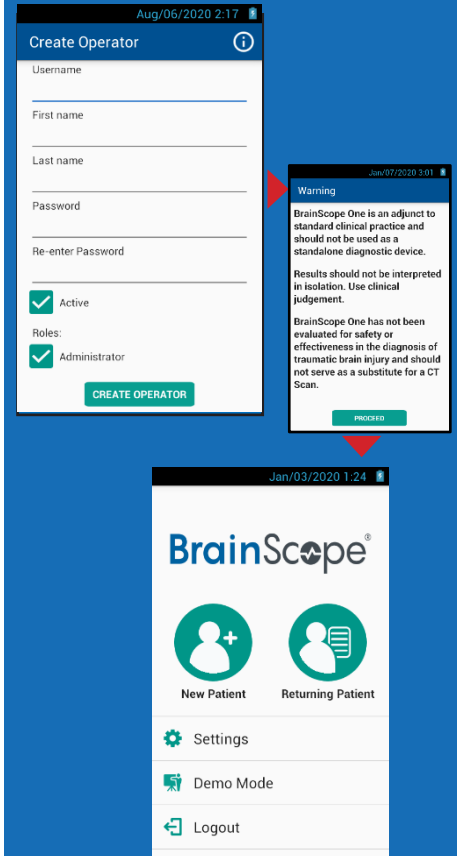 Aug/06/2020 2:17
Create Operator
Username
First name
Last name
Password
Re-enter Password
Active
Roles:
Administrator
CREATE OPERATOR
Jan/07/2020 3:01
Warning
BrainScope One is an adjunct to
standard clinical practice and
should not be used as a
standalone diagnostic device.
Results should not be interpreted
in isolation. Use clinical
judgement.
BrainScope One has not been
evaluated for safety or
effectiveness in the diagnosis of
traumatic brain injury and should
not serve as a substitute for a CT
Scan.
PROCEED
Jan/03/2020 1:24
BrainScope®
New Patient
Returning Patient
Settings
Demo Mode
Logout